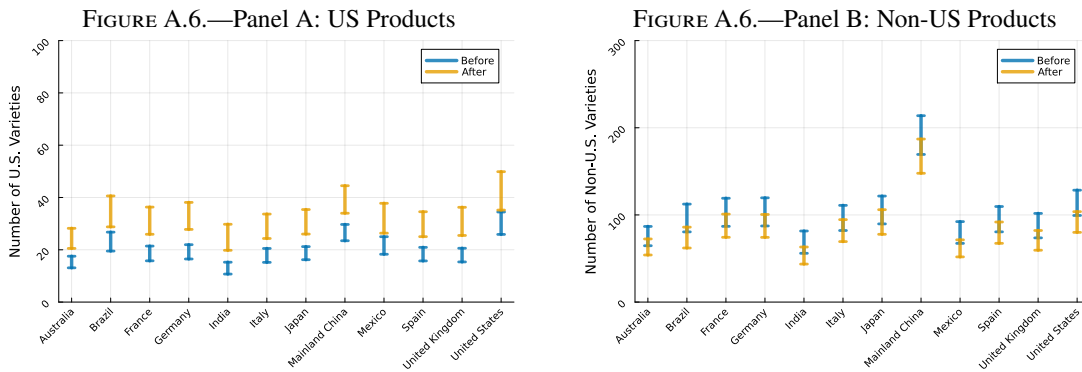 FIGURE A.6.—Panel A: US Products
Number of U.S. Varieties
100
80
60
40
20
0
Before
After
Australia
Brazil
France
Germany
India
Italy
Japan
Mainland China
Mexico
Spain
United Kingdom
United States
FIGURE A.6.—Panel B: Non-US Products
Number of Non-U.S. Varieties
300
200
100
0
Before
After
Australia
Brazil
France
Germany
India
Italy
Japan
Mainland China
Mexico
Spain
United Kingdom
United States